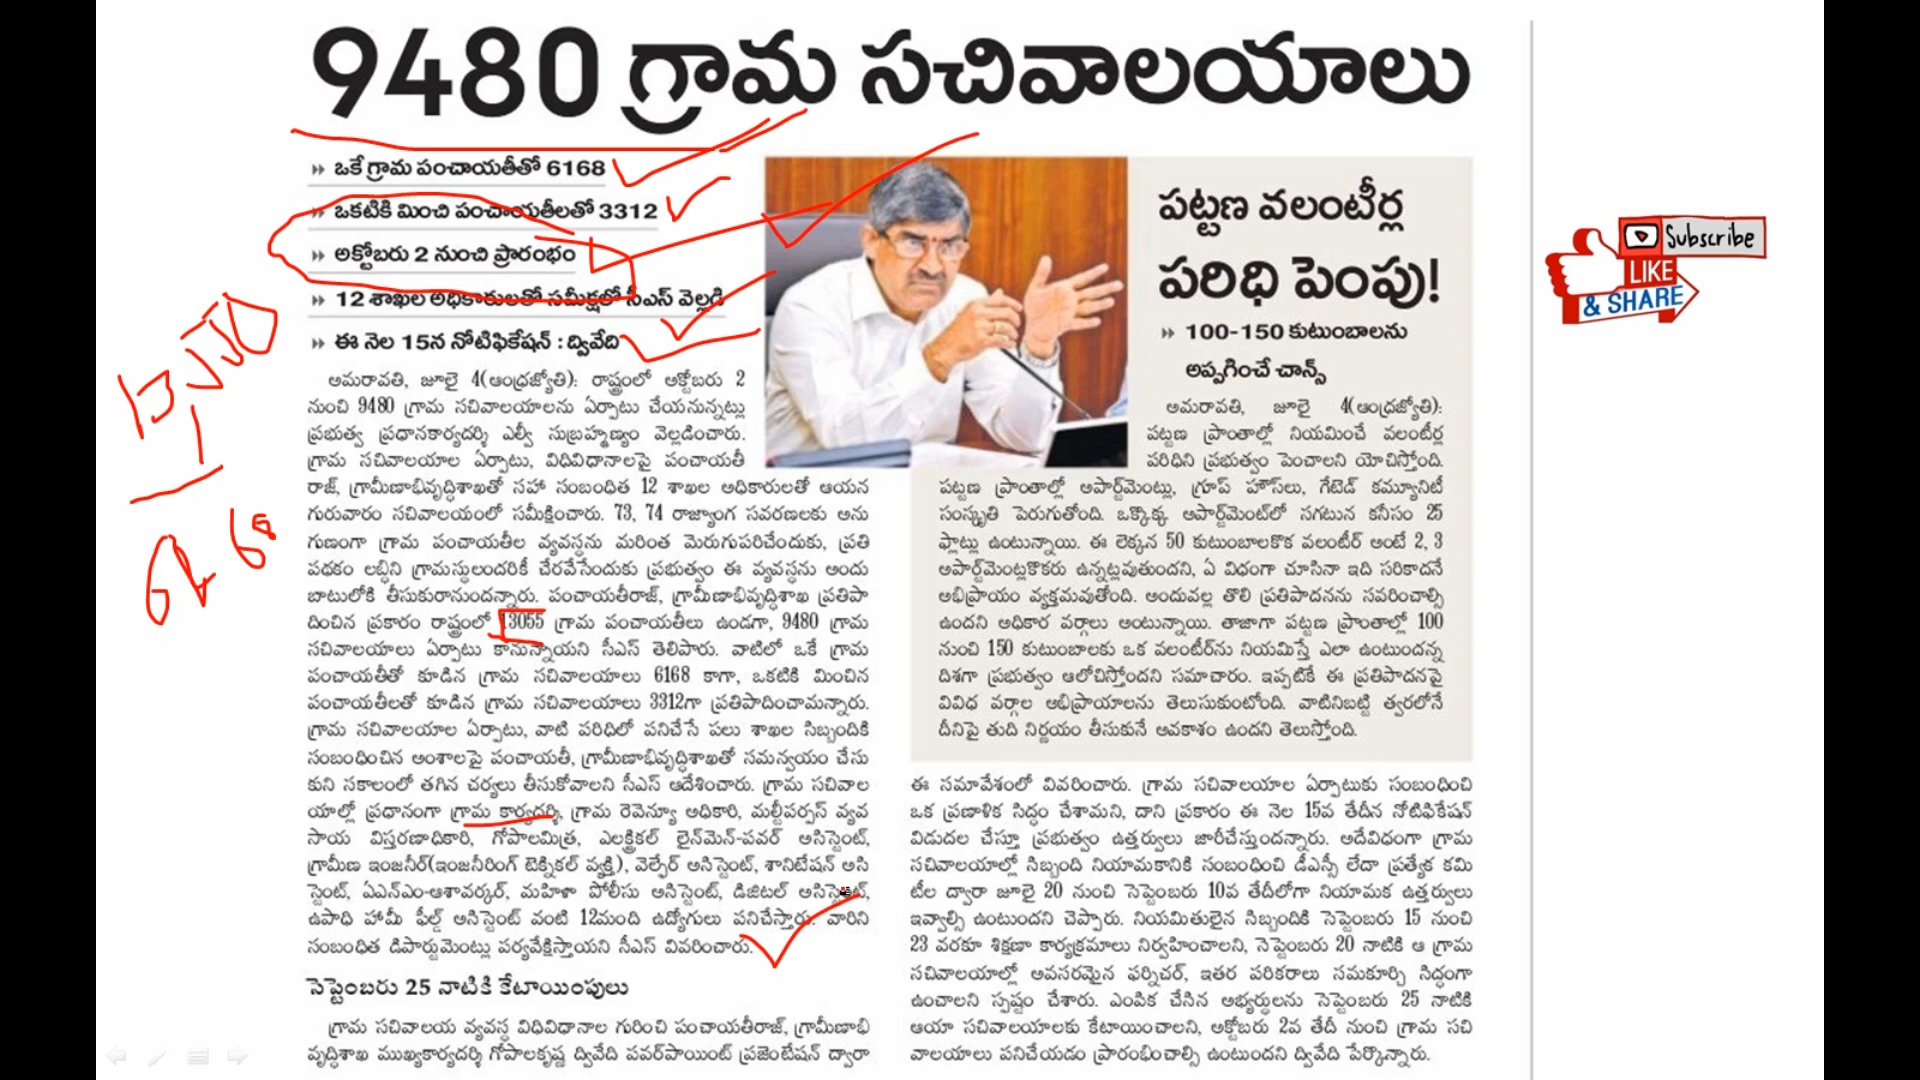 9480 గ్రామ సచివాలయాలు
ఒకే గ్రామ పంచాయతీతో 6168
ఒకటికి మించి పంచాయతీలతో 3312
అక్టోబరు 2 నుంచి ప్రారంభం
12 శాఖల అధికారులతో సమీక్షలో సీఎస్ వెల్లడి
ఈ నెల 15న నోటిఫికేషన్ : ద్వివేది
అమరావతి, జూలై 4(ఆంధ్రజ్యోతి): రాష్ట్రంలో అక్టోబరు 2
నుంచి 9480 గ్రామ సచివాలయాలను ఏర్పాటు చేయనున్నట్లు
ప్రభుత్వ ప్రధానకార్యదర్శి ఎల్వీ సుబ్రహ్మణ్యం వెల్లడించారు.
గ్రామ సచివాలయాల ఏర్పాటు, విధివిధానాలపై పంచాయతీ
రాజ్, గ్రామీణాభివృద్ధిశాఖతో సహా సంబంధిత 12 శాఖల అధికారులతో ఆయన
గురువారం సచివాలయంలో సమీక్షించారు. 73, 74 రాజ్యాంగ సవరణలకు అను
గుణంగా గ్రామ పంచాయతీల వ్యవస్థను మరింత మెరుగుపరిచేందుకు, ప్రతి
పథకం లబ్ధిని గ్రామస్థులందరికీ చేరవేసేందుకు ప్రభుత్వం ఈ వ్యవస్థను అందు
బాటులోకి తీసుకురానుందన్నారు. పంచాయతీరాజ్, గ్రామీణాభివృద్ధిశాఖ ప్రతిపా
దించిన ప్రకారం రాష్ట్రంలో 13055 గ్రామ పంచాయతీలు ఉండగా, 9480 గ్రామ
సచివాలయాలు ఏర్పాటు కానున్నాయని సీఎస్ తెలిపారు. వాటిలో ఒకే గ్రామ
పంచాయతీతో కూడిన గ్రామ సచివాలయాలు 6168 కాగా, ఒకటికి మించిన
పంచాయతీలతో కూడిన గ్రామ సచివాలయాలు 3312గా ప్రతిపాదించామన్నారు.
గ్రామ సచివాలయాల ఏర్పాటు, వాటి పరిధిలో పనిచేసే పలు శాఖల సిబ్బందికి
సంబంధించిన అంశాలపై పంచాయతీ, గ్రామీణాభివృద్ధిశాఖతో సమన్వయం చేసు
కుని సకాలంలో తగిన చర్యలు తీసుకోవాలని సీఎస్ ఆదేశించారు. గ్రామ సచివాల
యాల్లో ప్రధానంగా గ్రామ కార్యదర్శి, గ్రామ రెవెన్యూ అధికారి, మల్టీపర్పస్ వ్యవ
సాయ విస్తరణాధికారి, గోపాలమిత్ర, ఎలక్ట్రికల్ లైన్‌మెన్-పవర్ అసిస్టెంట్,
గ్రామీణ ఇంజనీర్(ఇంజనీరింగ్ టెక్నికల్ వ్యక్తి), వెల్ఫేర్ అసిస్టెంట్, శానిటేషన్ అసి
స్టెంట్, ఏఎన్ఎం-ఆశావర్కర్, మహిళా పోలీసు అసిస్టెంట్, డిజిటల్ అసిస్టెంట్,
ఉపాధి హామీ ఫీల్డ్ అసిస్టెంట్ వంటి 12మంది ఉద్యోగులు పనిచేస్తారు. వారిని
సంబంధిత డిపార్టుమెంట్లు పర్యవేక్షిస్తాయని సీఎస్ వివరించారు.
సెప్టెంబరు 25 నాటికి కేటాయింపులు
గ్రామ సచివాలయ వ్యవస్థ విధివిధానాల గురించి పంచాయతీరాజ్, గ్రామీణాభి
వృద్ధిశాఖ ముఖ్యకార్యదర్శి గోపాలకృష్ణ ద్వివేది పవర్‌పాయింట్ ప్రజెంటేషన్ ద్వారా
పట్టణ వలంటీర్ల
పరిధి పెంపు!
100-150 కుటుంబాలను
అప్పగించే చాన్స్
అమరావతి, జూలై 4(ఆంధ్రజ్యోతి):
పట్టణ ప్రాంతాల్లో నియమించే వలంటీర్ల
పరిధిని ప్రభుత్వం పెంచాలని యోచిస్తోంది.
పట్టణ ప్రాంతాల్లో అపార్ట్‌మెంట్లు, గ్రూప్ హౌస్‌లు, గేటెడ్ కమ్యూనిటీ
సంస్కృతి పెరుగుతోంది. ఒక్కొక్క అపార్ట్‌మెంట్‌లో సగటున కనీసం 25
ఫ్లాట్లు ఉంటున్నాయి. ఈ లెక్కన 50 కుటుంబాలకొక వలంటీర్ అంటే 2, 3
అపార్ట్‌మెంట్లకొకరు ఉన్నట్లవుతుందని, ఏ విధంగా చూసినా ఇది సరికాదనే
అభిప్రాయం వ్యక్తమవుతోంది. అందువల్ల తొలి ప్రతిపాదనను సవరించాల్సి
ఉందని అధికార వర్గాలు అంటున్నాయి. తాజాగా పట్టణ ప్రాంతాల్లో 100
నుంచి 150 కుటుంబాలకు ఒక వలంటీర్‌ను నియమిస్తే ఎలా ఉంటుందన్న
దిశగా ప్రభుత్వం ఆలోచిస్తోందని సమాచారం. ఇప్పటికే ఈ ప్రతిపాదనపై
వివిధ వర్గాల అభిప్రాయాలను తెలుసుకుంటోంది. వాటినిబట్టి త్వరలోనే
దీనిపై తుది నిర్ణయం తీసుకునే అవకాశం ఉందని తెలుస్తోంది.
ఈ సమావేశంలో వివరించారు. గ్రామ సచివాలయాల ఏర్పాటుకు సంబంధించి
ఒక ప్రణాళిక సిద్ధం చేశామని, దాని ప్రకారం ఈ నెల 15వ తేదీన నోటిఫికేషన్
విడుదల చేస్తూ ప్రభుత్వం ఉత్తర్వులు జారీచేస్తుందన్నారు. అదేవిధంగా గ్రామ
సచివాలయాల్లో సిబ్బంది నియామకానికి సంబంధించి డీఎస్సీ లేదా ప్రత్యేక కమి
టీల ద్వారా జూలై 20 నుంచి సెప్టెంబరు 10వ తేదీలోగా నియామక ఉత్తర్వులు
ఇవ్వాల్సి ఉంటుందని చెప్పారు. నియమితులైన సిబ్బందికి సెప్టెంబరు 15 నుంచి
23 వరకూ శిక్షణా కార్యక్రమాలు నిర్వహించాలని, సెప్టెంబరు 20 నాటికి ఆ గ్రామ
సచివాలయాల్లో అవసరమైన ఫర్నిచర్, ఇతర పరికరాలు సమకూర్చి సిద్ధంగా
ఉంచాలని స్పష్టం చేశారు. ఎంపిక చేసిన అభ్యర్థులను సెప్టెంబరు 25 నాటికి
ఆయా సచివాలయాలకు కేటాయించాలని, అక్టోబరు 2వ తేదీ నుంచి గ్రామ సచి
వాలయాలు పనిచేయడం ప్రారంభించాల్సి ఉంటుందని ద్వివేది పేర్కొన్నారు.
Subscribe
LIKE
& SHARE